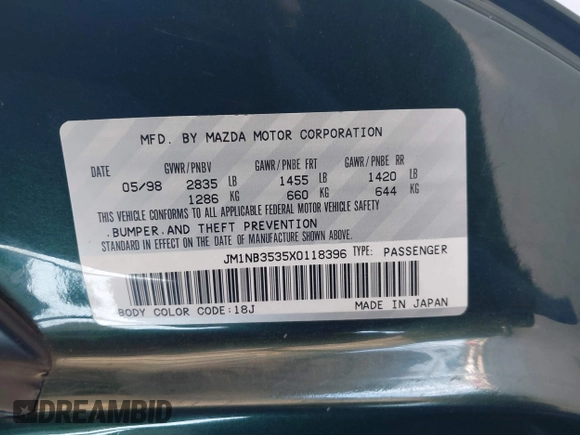 MFD. BY MAZDA MOTOR CORPORATION
DATE GVWR/PNBV GAWR/PNBE FRT GAWR/PNBE RR
05/98 2835 LB 1455 LB 1420 LB
1286 KG 660 KG 644 KG
THIS VEHICLE CONFORMS TO ALL APPLICABLE FEDERAL MOTOR VEHICLE SAFETY
.BUMPER.AND THEFT PREVENTION
STANDARD IN EFFECT ON THE DATE OF MANUFACTURE SHOWN ABOVE.
JM1NB3535X0118396 TYPE: PASSENGER
BODY COLOR CODE:18J MADE IN JAPAN
DREAMBID